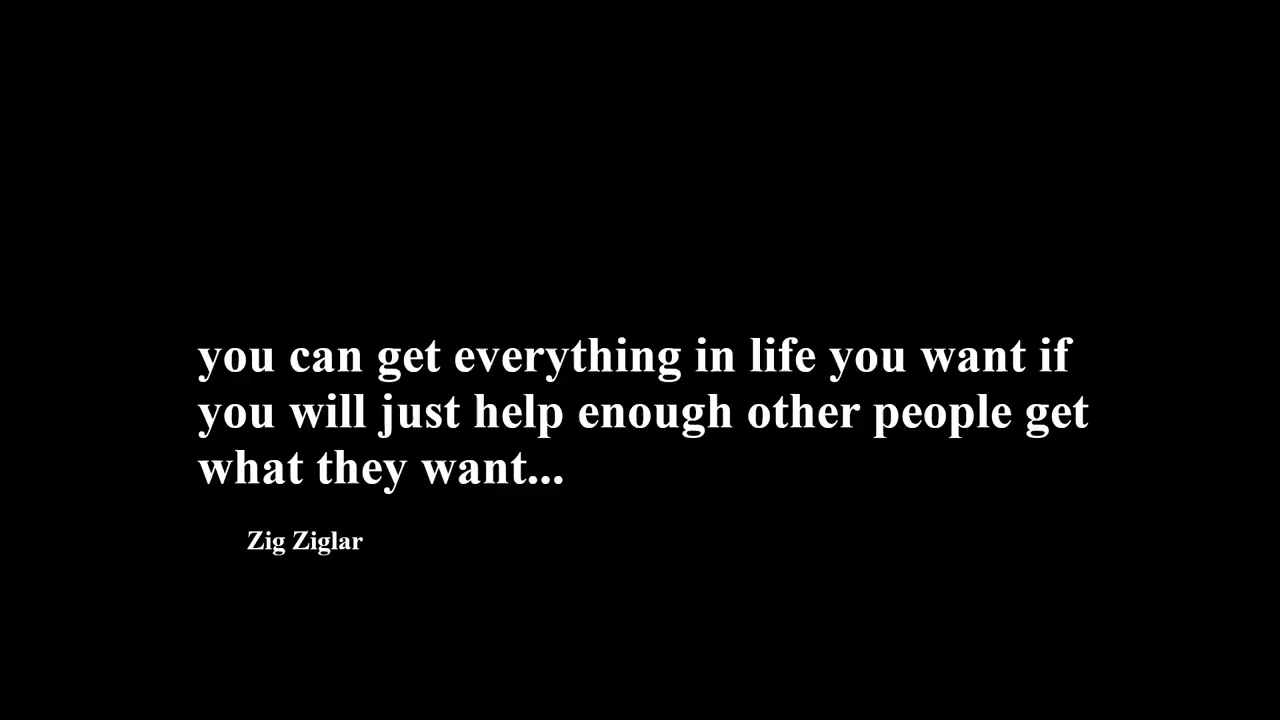 you can get everything in life you want if
you will just help enough other people get
what they want...
Zig Ziglar